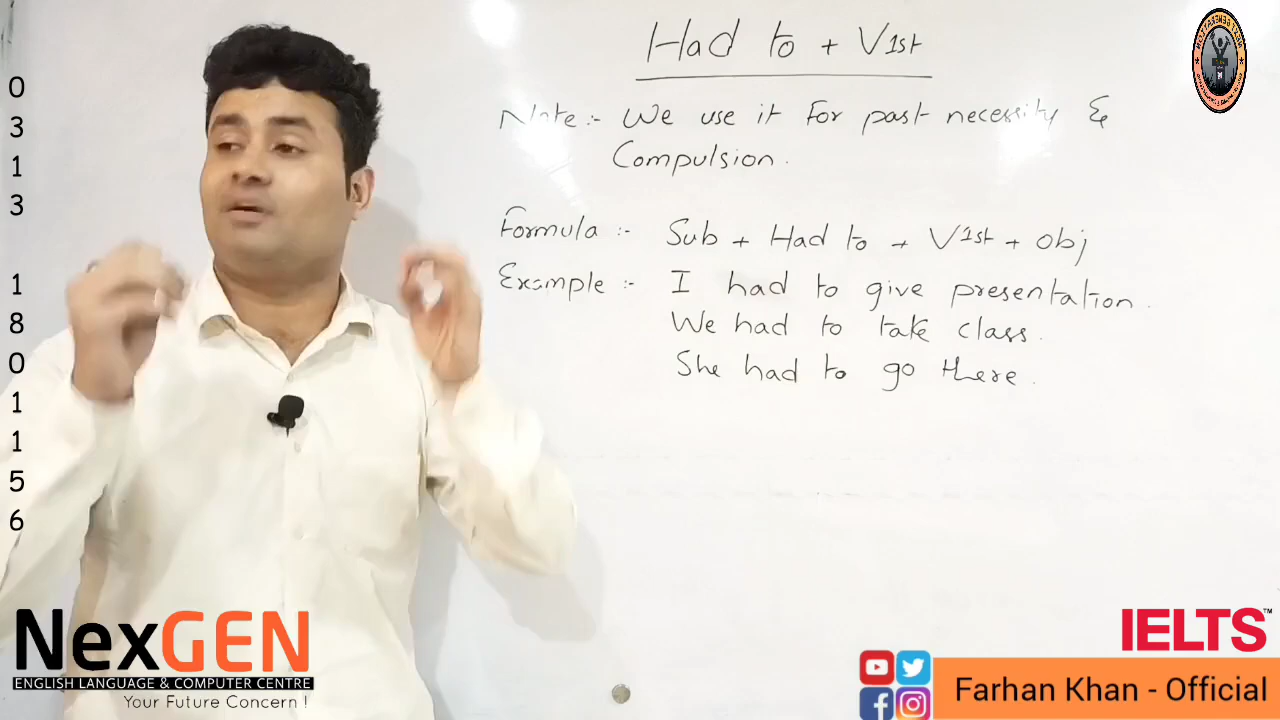 Had to + V1st
Note :- We use it for past necessity &
Compulsion.
Formula :- Sub + Had to + V1st + obj
Example :- I had to give presentation.
We had to take class.
She had to go there.
0
3
1
3
1
8
0
1
1
5
6
NexGEN
ENGLISH LANGUAGE & COMPUTER CENTRE
Your Future Concern !
IELTS™
Farhan Khan - Official